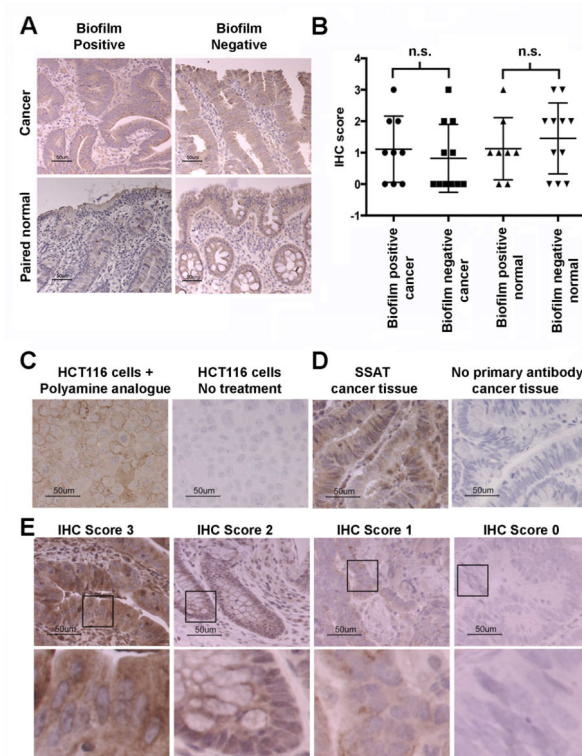 A
Biofilm
Positive
Biofilm
Negative
Cancer
50um
50um
Paired normal
50um
50um
B
n.s.
n.s.
IHC score
4
3
2
1
0
-1
Biofilm positive
cancer
Biofilm negative
cancer
Biofilm positive
normal
Biofilm negative
normal
C
HCT116 cells +
Polyamine analogue
HCT116 cells
No treatment
50um
50um
D
SSAT
cancer tissue
No primary antibody
cancer tissue
50um
50um
E
IHC Score 3
IHC Score 2
IHC Score 1
IHC Score 0
50um
50um
50um
50um